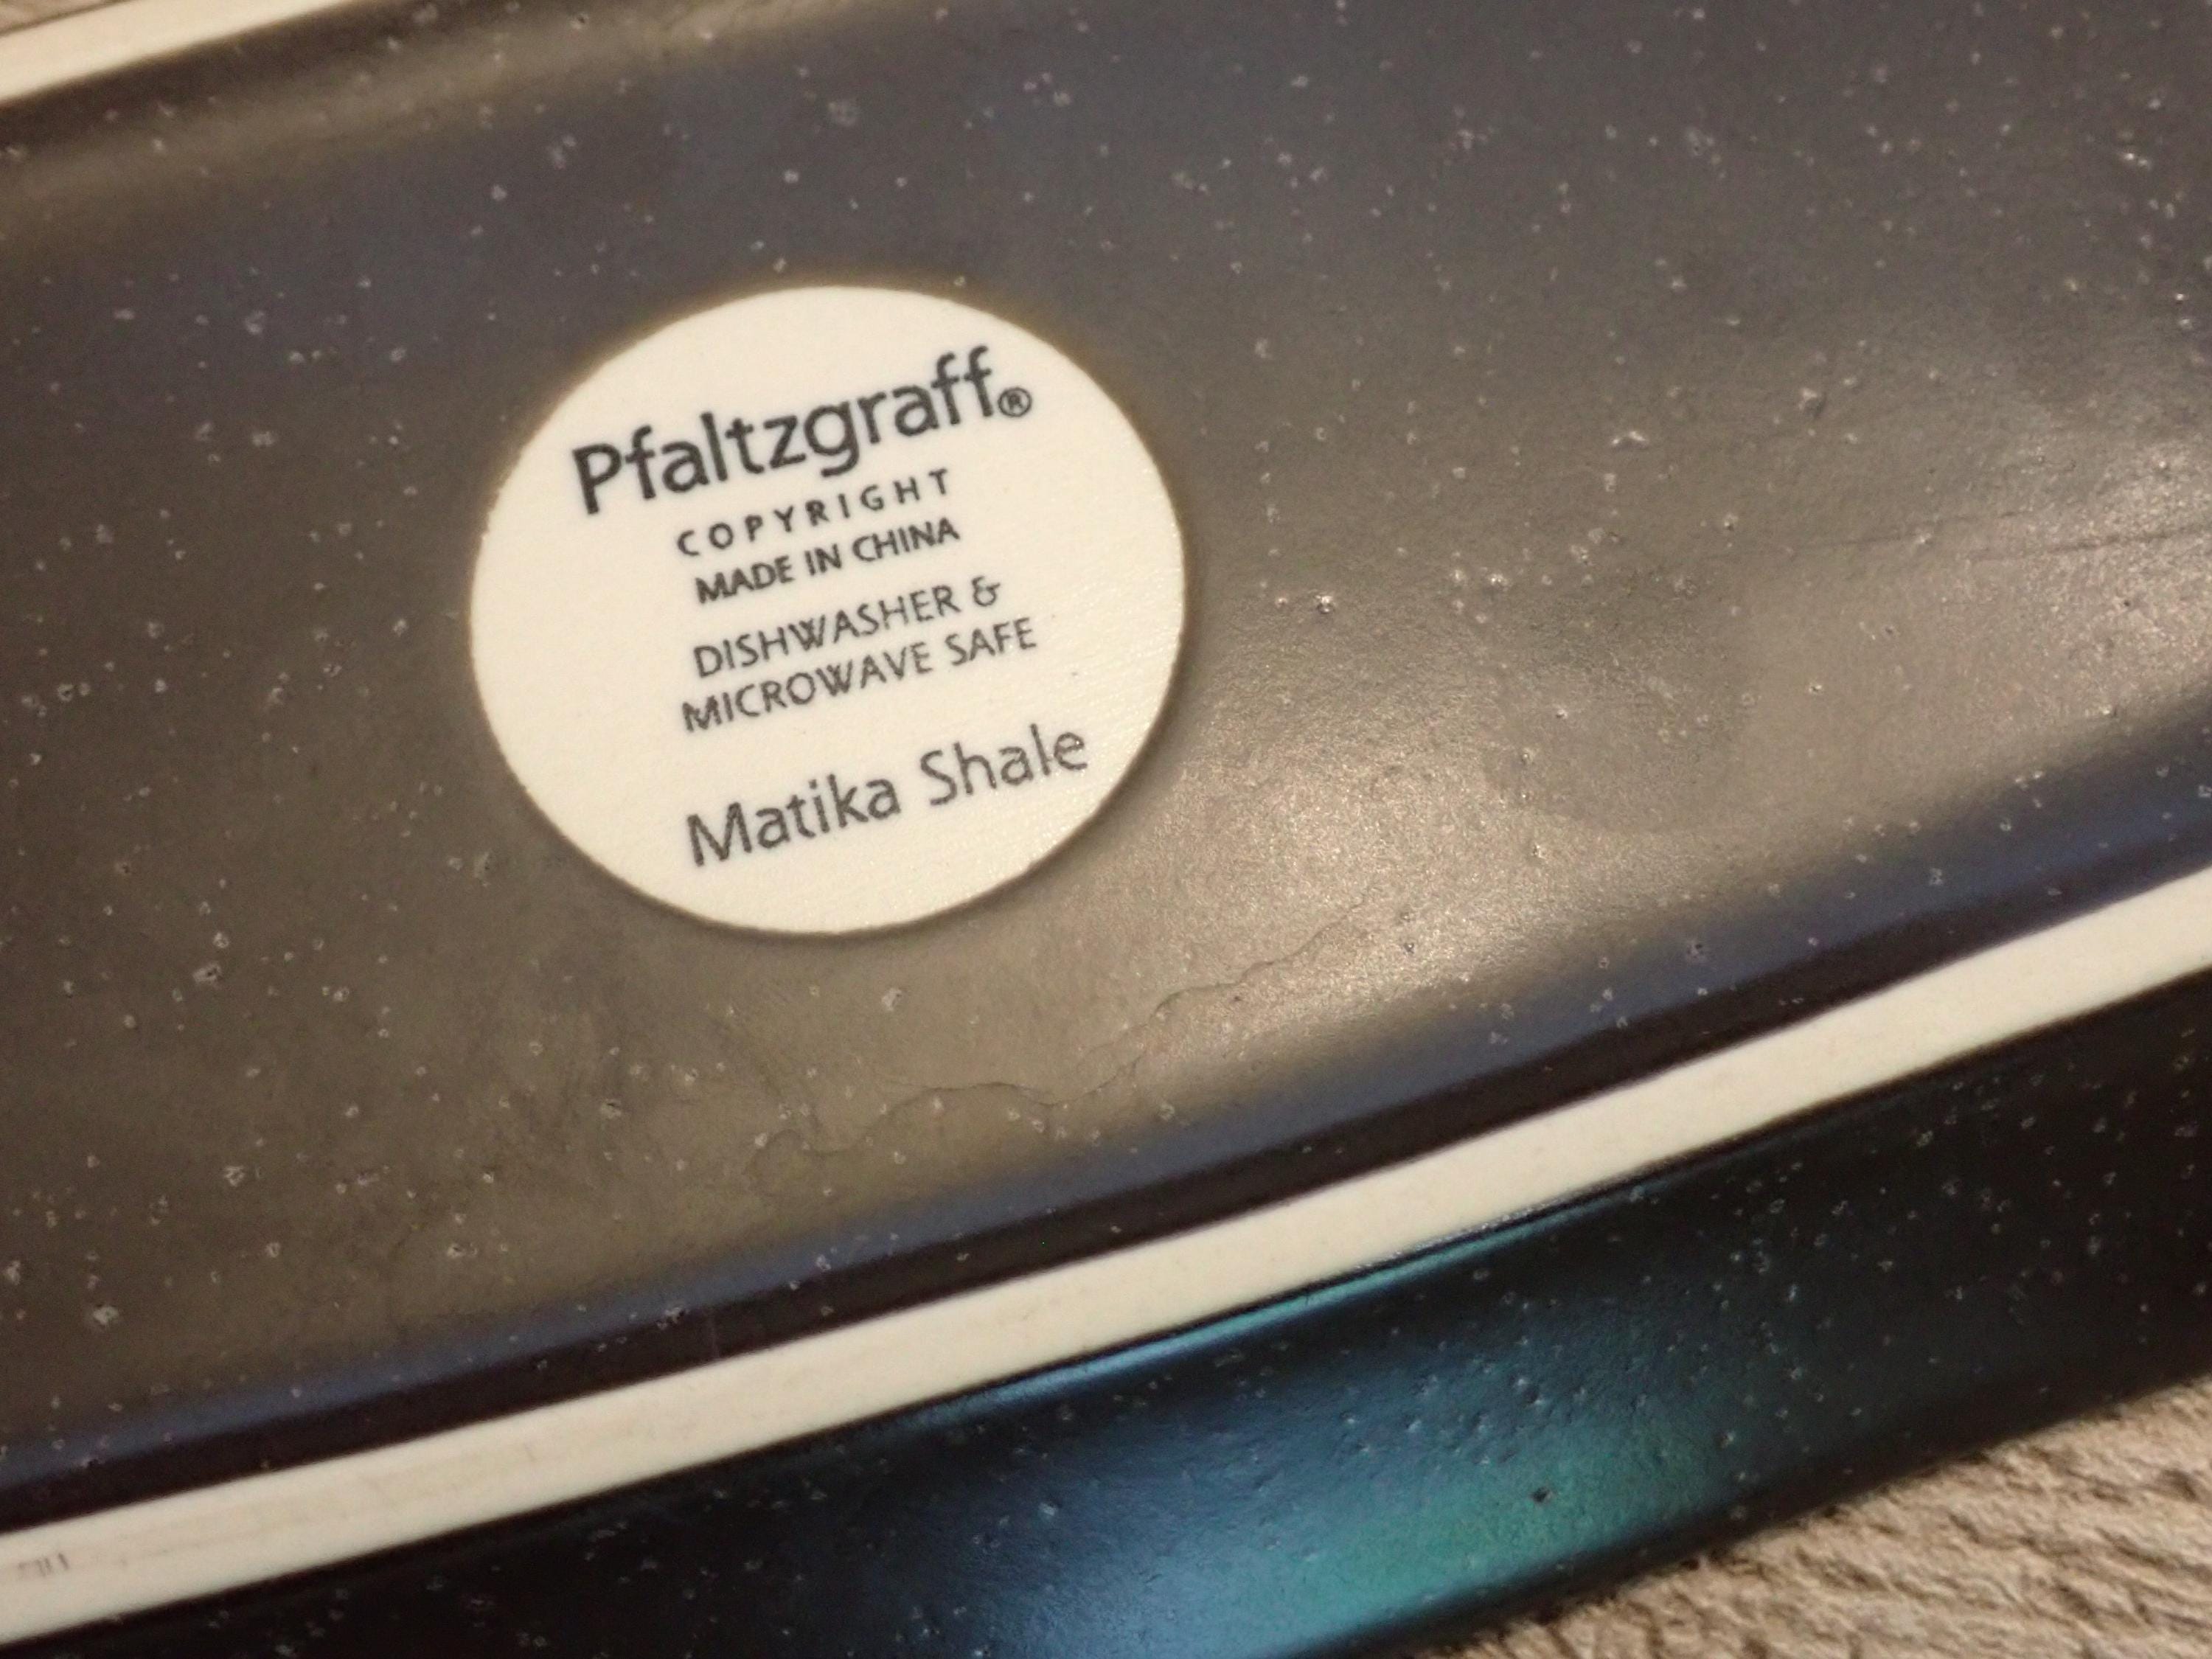 Pfaltzgraff®
COPYRIGHT
MADE IN CHINA
DISHWASHER &
MICROWAVE SAFE
Matika Shale